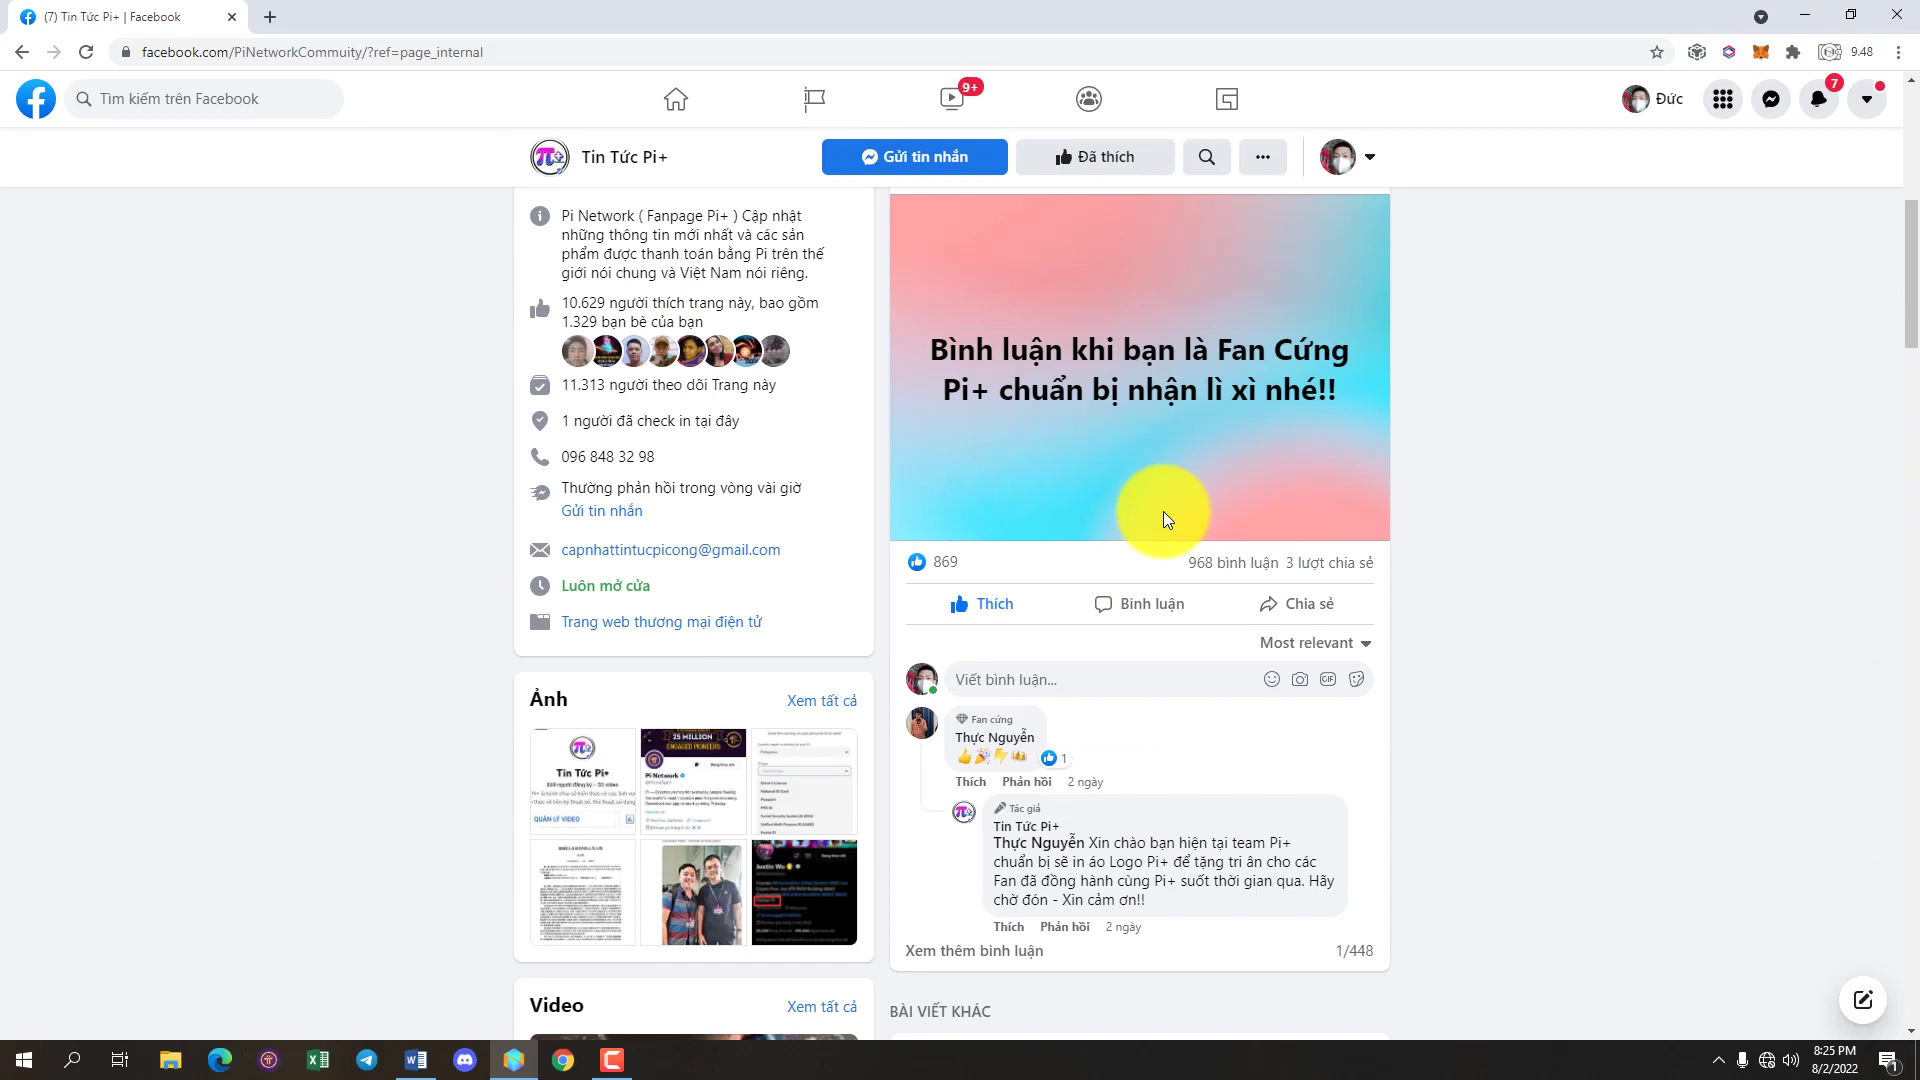 (7) Tin Tức Pi+ | Facebook
facebook.com/PiNetworkCommuity/?ref=page_internal
9.48
Tìm kiếm trên Facebook
9+
Đức
7
Tin Tức Pi+
Gửi tin nhắn
Đã thích
Pi Network ( Fanpage Pi+ ) Cập nhật
những thông tin mới nhất và các sản
phẩm được thanh toán bằng Pi trên thế
giới nói chung và Việt Nam nói riêng.
10.629 người thích trang này, bao gồm
1.329 bạn bè của bạn
11.313 người theo dõi Trang này
1 người đã check in tại đây
096 848 32 98
Thường phản hồi trong vòng vài giờ
Gửi tin nhắn
capnhattintucpicong@gmail.com
Luôn mở cửa
Trang web thương mại điện tử
Ảnh
Xem tất cả
Tin Tức Pi+
QUẢN LÝ VIDEO
25 MILLION
ENGAGED PIONEERS
Pi Network
Justin Wu
Video
Xem tất cả
Bình luận khi bạn là Fan Cứng
Pi+ chuẩn bị nhận lì xì nhé!!
869
968 bình luận 3 lượt chia sẻ
Thích
Bình luận
Chia sẻ
Most relevant
Viết bình luận...
GIF
Fan cứng
Thực Nguyễn
👍🎉⚡👐
1
Thích Phản hồi 2 ngày
Tác giả
Tin Tức Pi+
Thực Nguyễn Xin chào bạn hiện tại team Pi+
chuẩn bị sẽ in áo Logo Pi+ để tặng tri ân cho các
Fan đã đồng hành cùng Pi+ suốt thời gian qua. Hãy
chờ đón - Xin cảm ơn!!
Thích Phản hồi 2 ngày
Xem thêm bình luận
1/448
BÀI VIẾT KHÁC
8:25 PM
8/2/2022
1